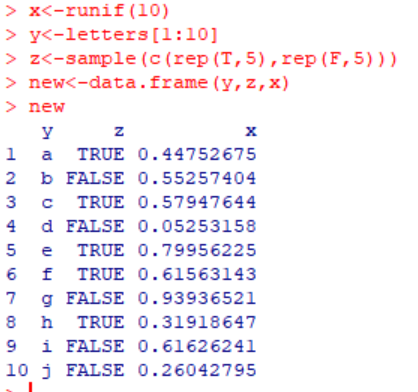 > x<-runif(10)
> y<-letters[1:10]
> z<-sample(c(rep(T,5),rep(F,5)))
> new<-data.frame(y,z,x)
> new
   y     z          x
1  a  TRUE 0.44752675
2  b FALSE 0.55257404
3  c  TRUE 0.57947644
4  d FALSE 0.05253158
5  e  TRUE 0.79956225
6  f  TRUE 0.61563143
7  g FALSE 0.93936521
8  h  TRUE 0.31918647
9  i FALSE 0.61626241
10 j FALSE 0.26042795
>